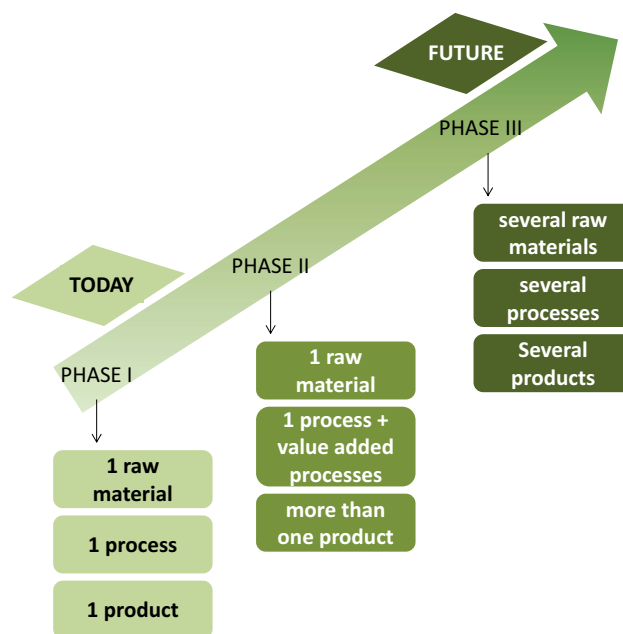 FUTURE
PHASE III
several raw
materials
several
processes
Several
products
TODAY
PHASE II
1 raw
material
1 process +
value added
processes
more than
one product
PHASE I
1 raw
material
1 process
1 product